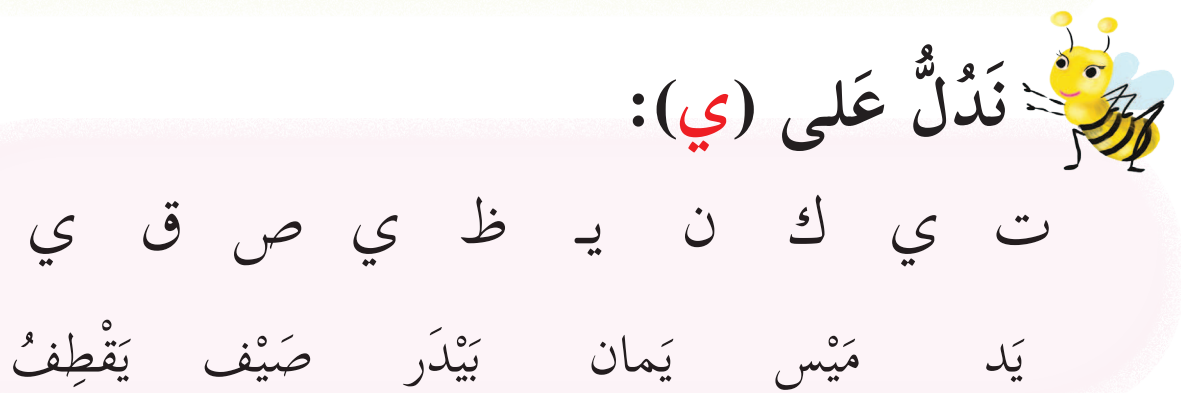 نَدُلُّ عَلى (ي):
ت ي ك ن يـ ظ ي ص ق ي
يَد مَيْس يَمان بَيْدَر صَيْف يَقْطِفُ